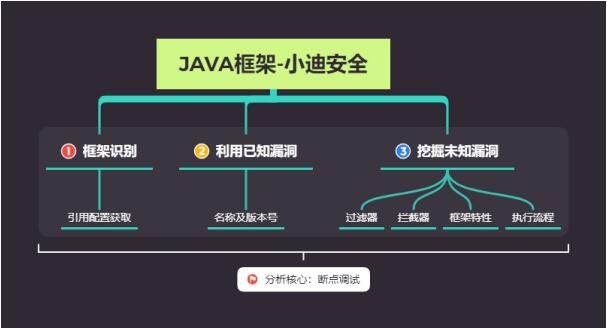 JAVA框架-小迪安全
1 框架识别
2 利用已知漏洞
3 挖掘未知漏洞
引用配置获取
名称及版本号
过滤器
拦截器
框架特性
执行流程
分析核心：断点调试